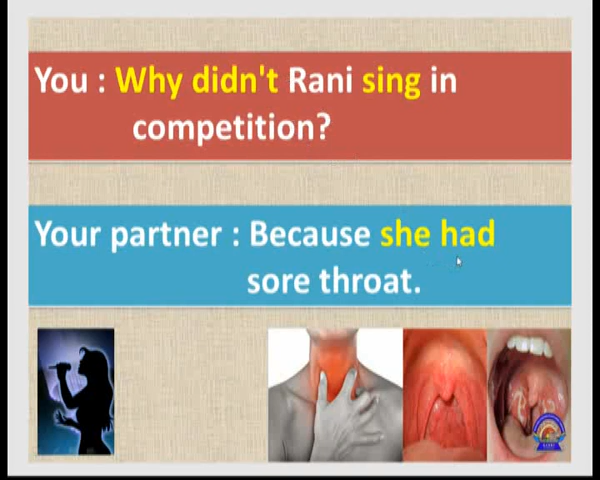 You : Why didn't Rani sing in
competition?
Your partner : Because she had
sore throat.